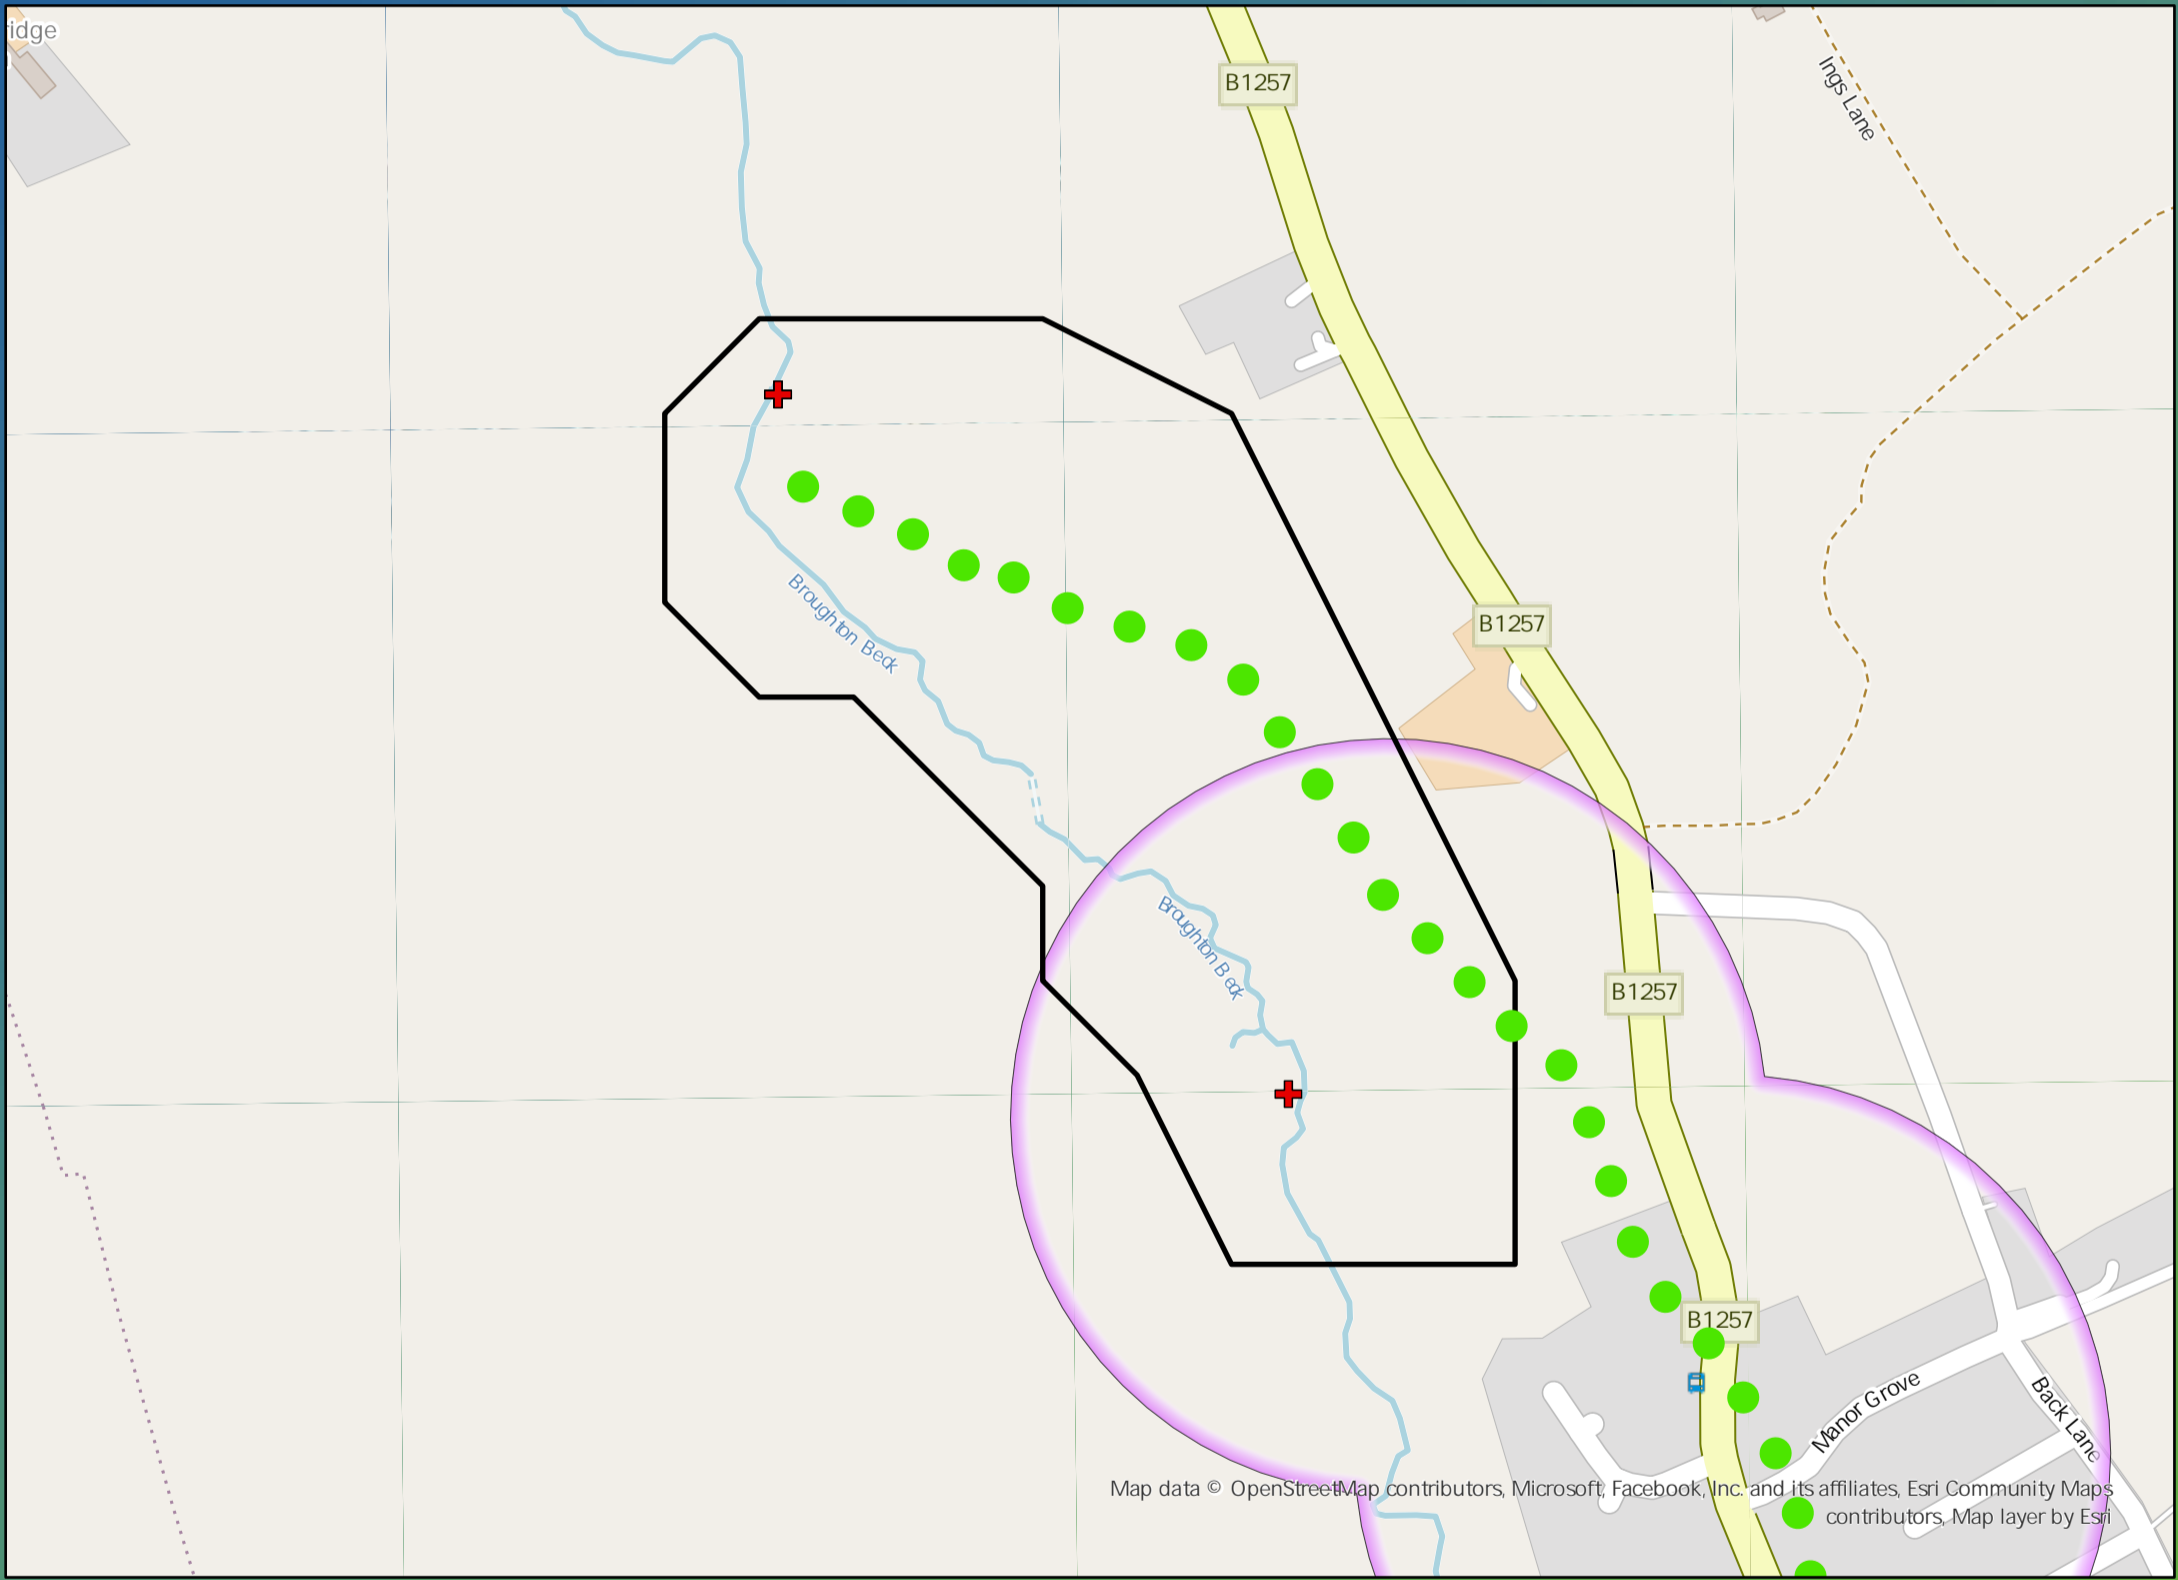 ridge
B1257
Ings Lane
Broughton Beck
B1257
Broughton Beck
B1257
B1257
Manor Grove
Back Lane
Map data © OpenStreetMap contributors, Microsoft, Facebook, Inc. and its affiliates, Esri Community Maps
contributors, Map layer by Esri